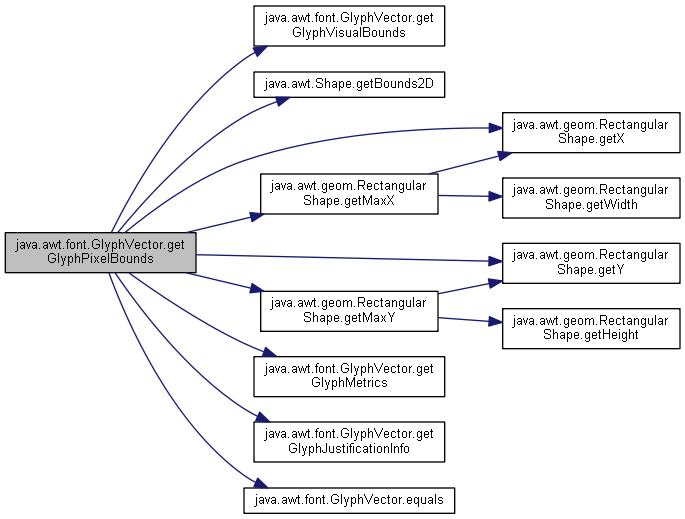 java.awt.font.GlyphVector.get
GlyphPixelBounds
java.awt.font.GlyphVector.get
GlyphVisualBounds
java.awt.Shape.getBounds2D
java.awt.geom.Rectangular
Shape.getMaxX
java.awt.geom.Rectangular
Shape.getMaxY
java.awt.font.GlyphVector.get
GlyphMetrics
java.awt.font.GlyphVector.get
GlyphJustificationInfo
java.awt.font.GlyphVector.equals
java.awt.geom.Rectangular
Shape.getX
java.awt.geom.Rectangular
Shape.getWidth
java.awt.geom.Rectangular
Shape.getY
java.awt.geom.Rectangular
Shape.getHeight